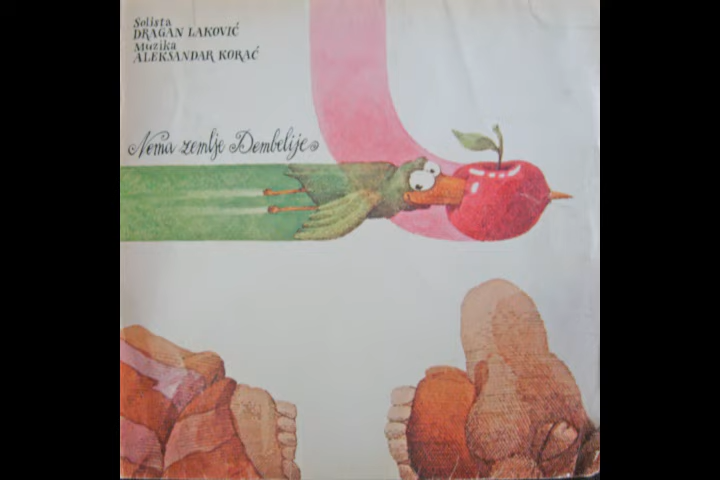 Solista
DRAGAN LAKOVIĆ
Muzika
ALEKSANDAR KORAĆ
Nema zemlje Dembelije